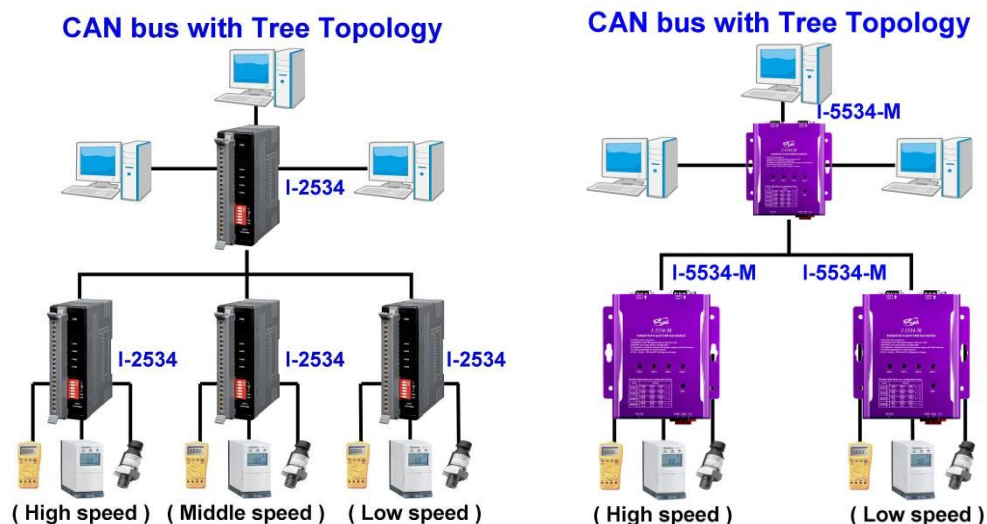 CAN bus with Tree Topology
I-2534
I-2534
I-2534
I-2534
( High speed )
( Middle speed )
( Low speed )
CAN bus with Tree Topology
I-5534-M
I-5534-M
I-5534-M
( High speed )
( Low speed )